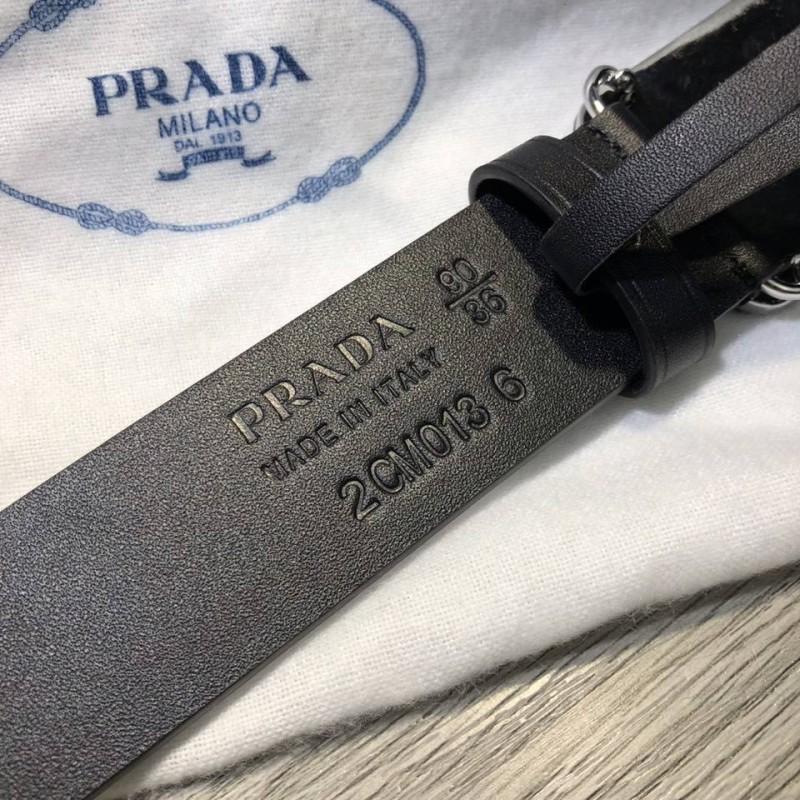 PRADA
MILANO
DAL 1913
PRADA
MADE IN ITALY
2CM013 6
90
36